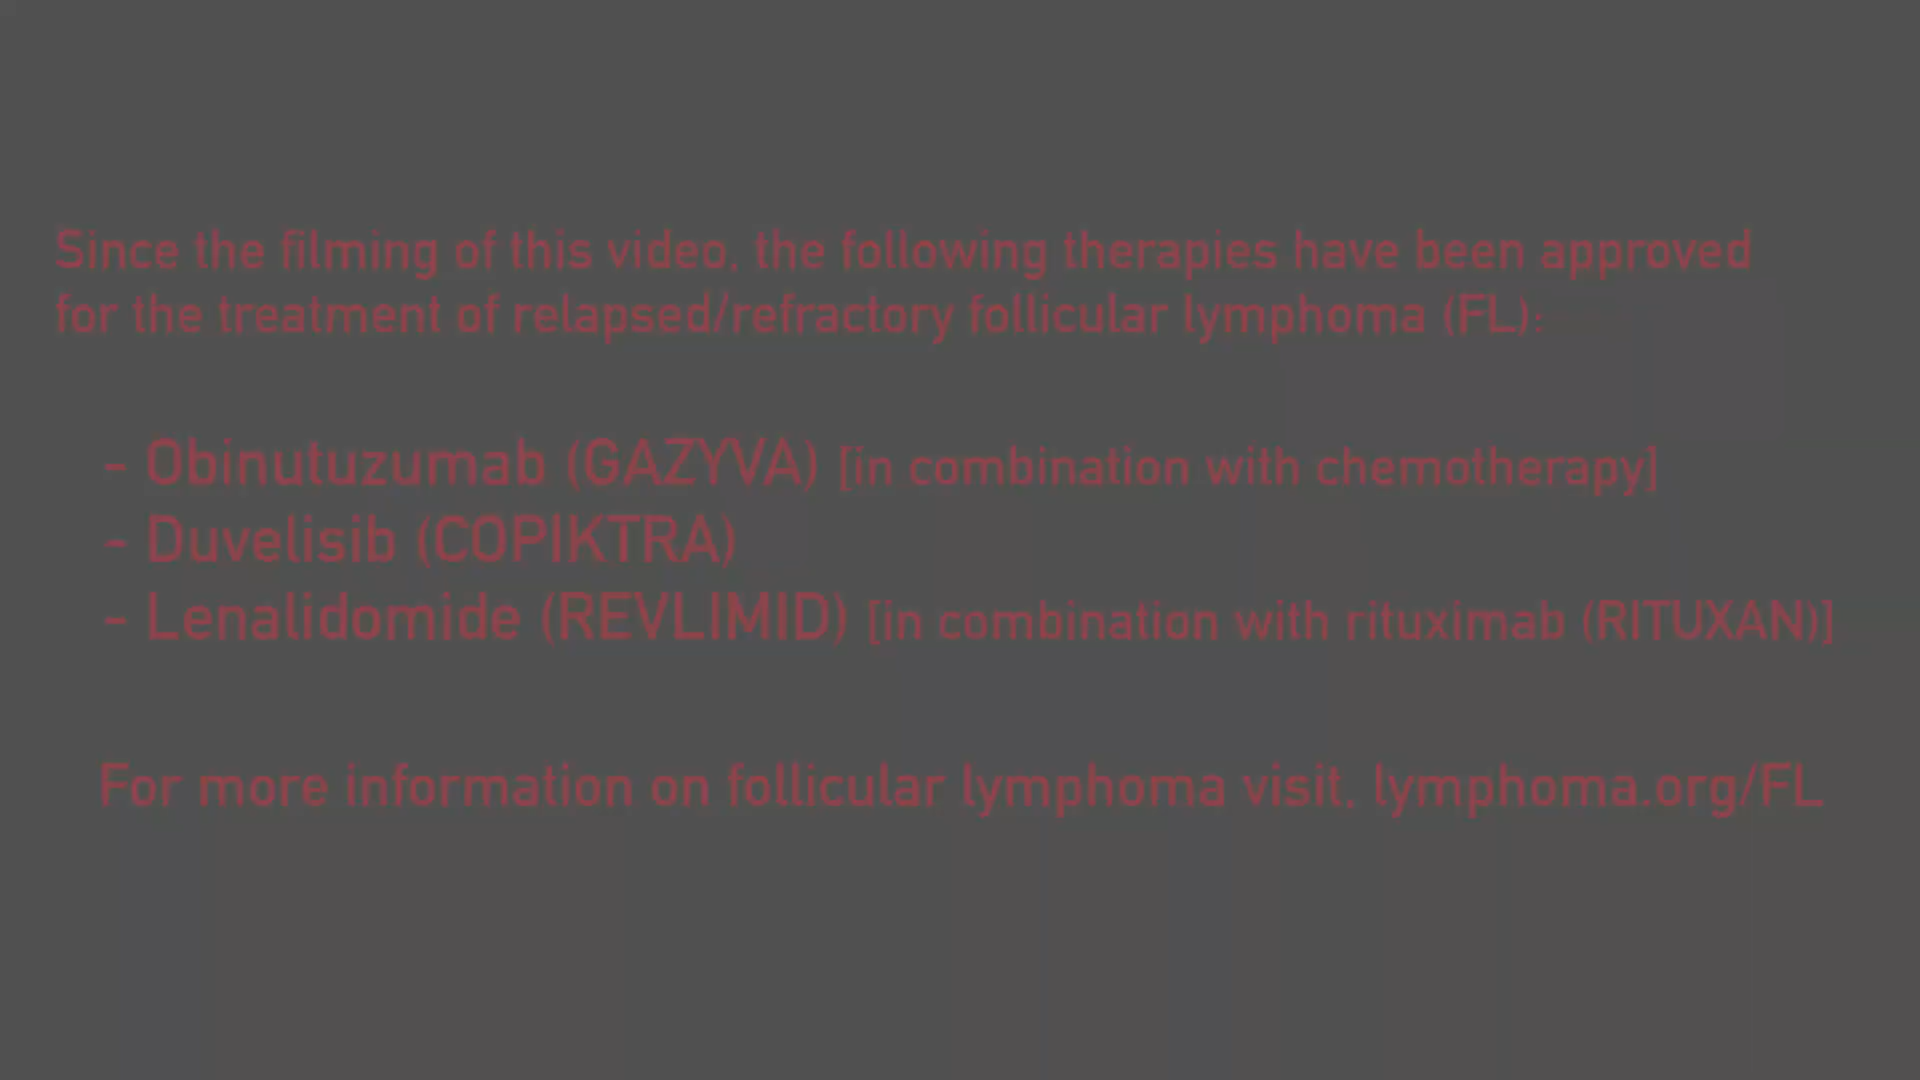 Since the filming of this video, the following therapies have been approved
for the treatment of relapsed/refractory follicular lymphoma (FL):
- Obinutuzumab (GAZYVA) [in combination with chemotherapy]
- Duvelisib (COPIKTRA)
- Lenalidomide (REVLIMID) [in combination with rituximab (RITUXAN)]
For more information on follicular lymphoma visit, lymphoma.org/FL